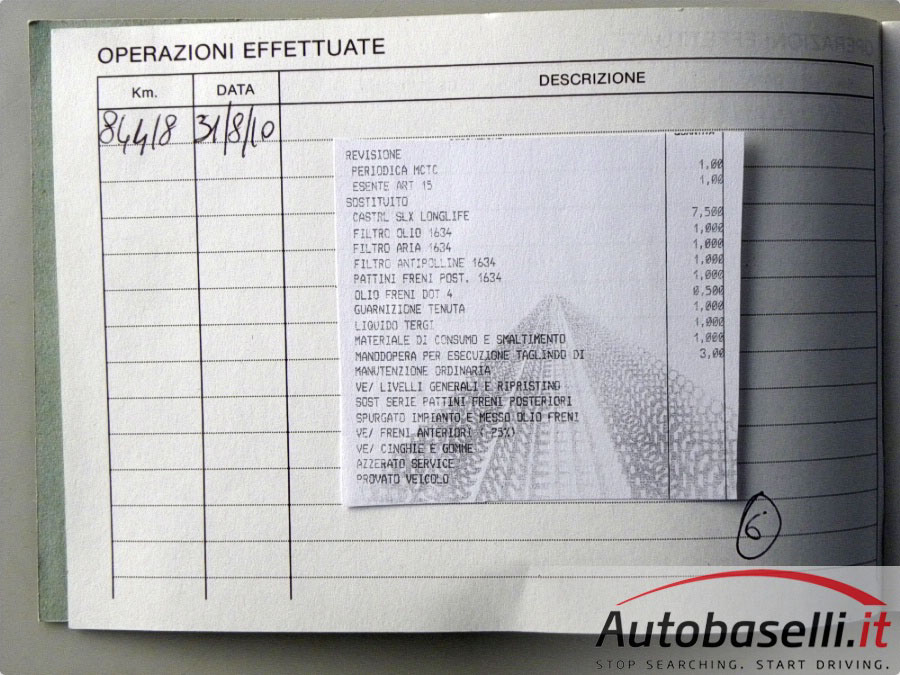 OPERAZIONI EFFETTUATE
Km. DATA DESCRIZIONE
84418 31/8/10
REVISIONE
PERIODICA MCTC 1,00
ESENTE ART 15 1,00
SOSTITUITO
CASTRL SLX LONGLIFE 7,500
FILTRO OLIO 1634 1,000
FILTRO ARIA 1634 1,000
FILTRO ANTIPOLLINE 1634 1,000
PATTINI FRENI POST. 1634 1,000
OLIO FRENI DOT 4 0,500
GUARNIZIONE TENUTA 1,000
LIQUIDO TERGI 1,000
MATERIALE DI CONSUMO E SMALTIMENTO 1,000
MANODOPERA PER ESECUZIONE TAGLINDO DI 3,00
MANUTENZIONE ORDINARIA
VE/ LIVELLI GENERALI E RIPRISTINO
SOST SERIE PATTINI FRENI POSTERIORI
SPURGATO IMPIANTO E MESSO OLIO FRENI
VE/ FRENI ANTERIORI (-25%)
VE/ CINGHIE E GOMME
AZZERATO SERVICE
PROVATO VEICOLO
6
Autobaselli.it
STOP SEARCHING. START DRIVING.